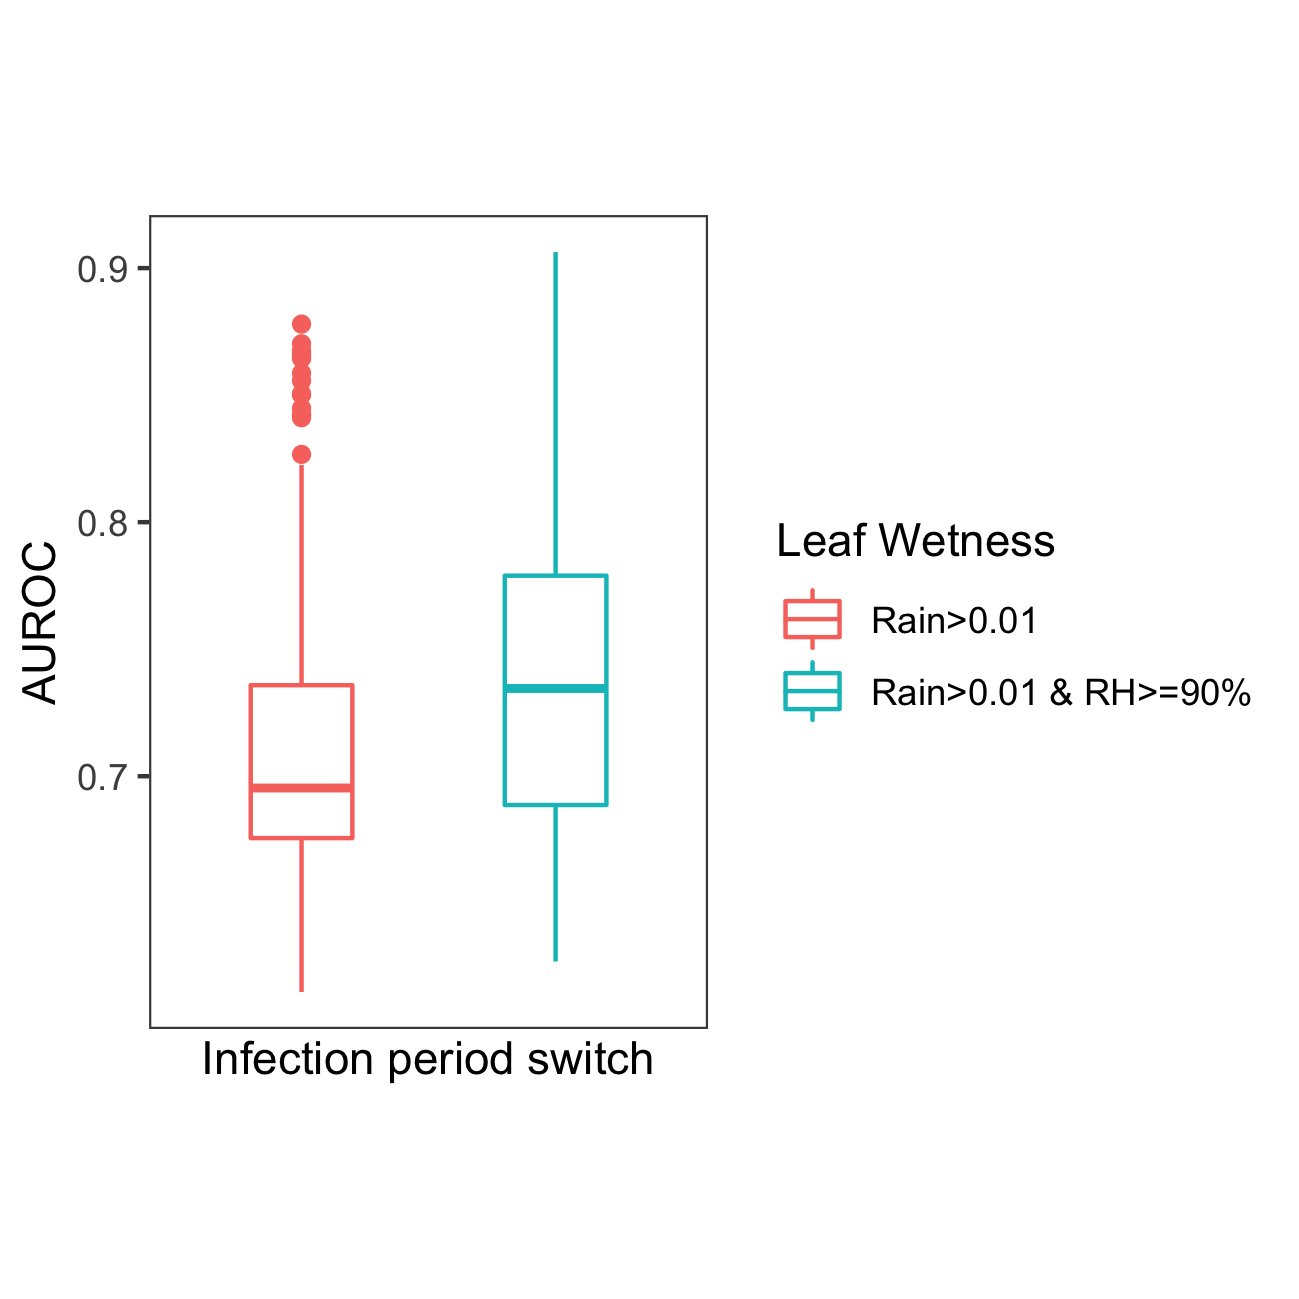 0.9
0.8
0.7
AUROC
Infection period switch
Leaf Wetness
Rain>0.01
Rain>0.01 & RH>=90%